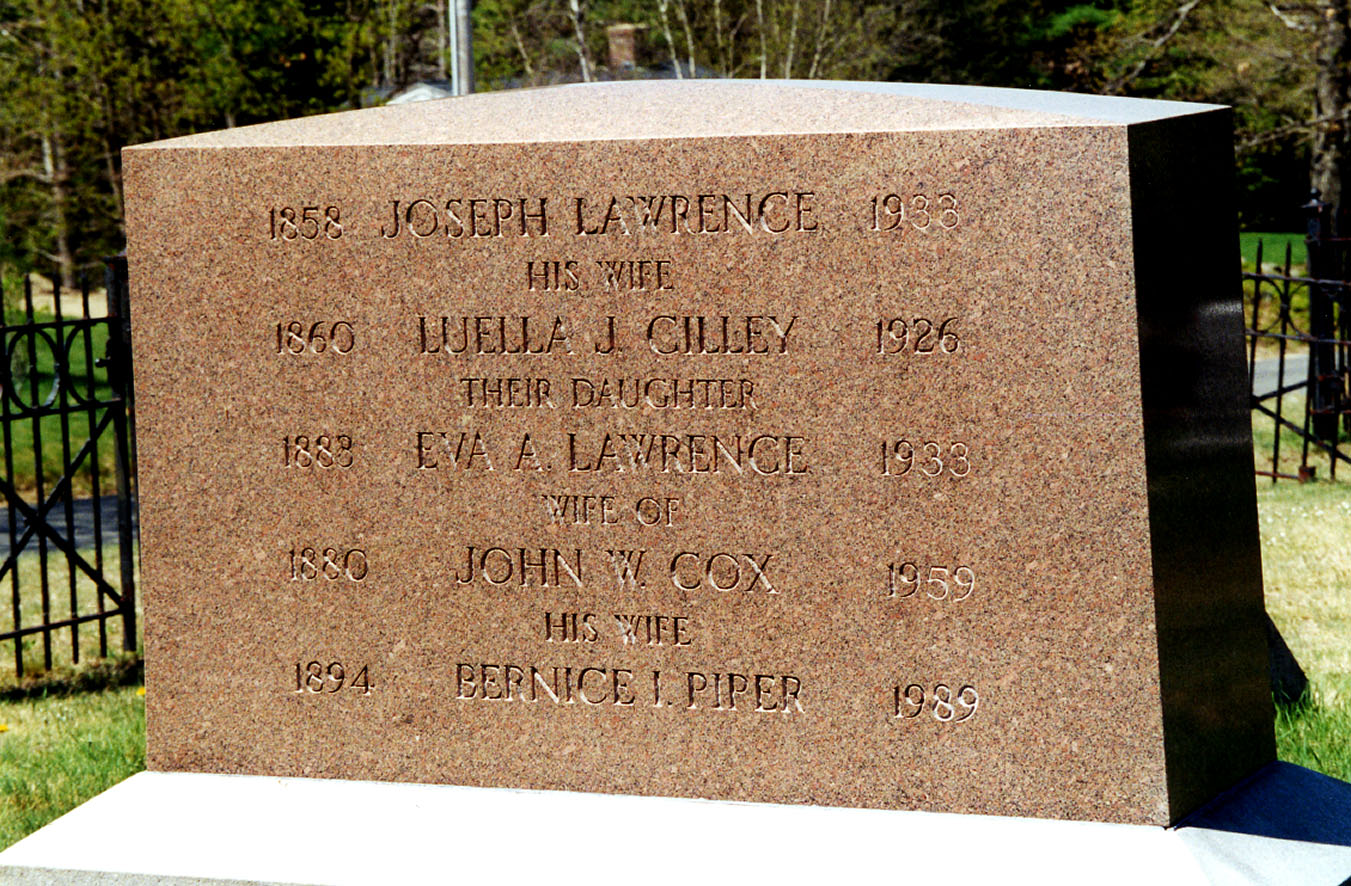 1858 JOSEPH LAWRENCE 1933
HIS WIFE
1860 LUELLA J. CILLEY 1926
THEIR DAUGHTER
1883 EVA A. LAWRENCE 1933
WIFE OF
1880 JOHN W. COX 1959
HIS WIFE
1894 BERNICE I. PIPER 1989